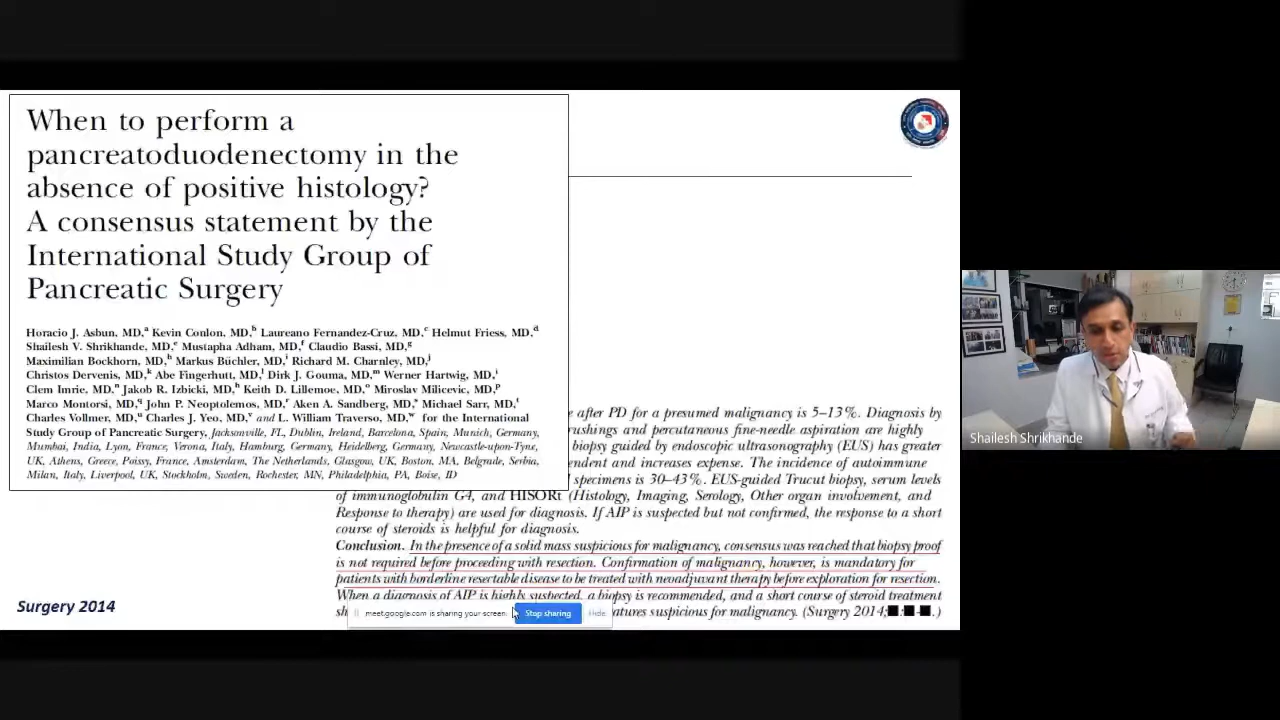 When to perform a
pancreatoduodenectomy in the
absence of positive histology?
A consensus statement by the
International Study Group of
Pancreatic Surgery
Horacio J. Asbun, MD,a Kevin Conlon, MD,b Laureano Fernandez-Cruz, MD,c Helmut Friess, MD,d
Shailesh V. Shrikhande, MD,e Mustapha Adham, MD,f Claudio Bassi, MD,g
Maximilian Bockhorn, MD,h Markus Büchler, MD,i Richard M. Charnley, MD,j
Christos Dervenis, MD,k Abe Fingerhutt, MD,l Dirk J. Gouma, MD,m Werner Hartwig, MD,i
Clem Imrie, MD,n Jakob R. Izbicki, MD,h Keith D. Lillemoe, MD,o Miroslav Milicevic, MD,p
Marco Montorsi, MD,q John P. Neoptolemos, MD,r Aken A. Sandberg, MD,s Michael Sarr, MD,t
Charles Vollmer, MD,u Charles J. Yeo, MD,v and L. William Traverso, MD,w for the International
Study Group of Pancreatic Surgery, Jacksonville, FL, Dublin, Ireland, Barcelona, Spain, Munich, Germany,
Mumbai, India, Lyon, France, Verona, Italy, Hamburg, Germany, Heidelberg, Germany, Newcastle-upon-Tyne,
UK, Athens, Greece, Poissy, France, Amsterdam, The Netherlands, Glasgow, UK, Boston, MA, Belgrade, Serbia,
Milan, Italy, Liverpool, UK, Stockholm, Sweden, Rochester, MN, Philadelphia, PA, Boise, ID
e after PD for a presumed malignancy is 5–13%. Diagnosis by
rushings and percutaneous fine-needle aspiration are highly
biopsy guided by endoscopic ultrasonography (EUS) has greater
endent and increases expense. The incidence of autoimmune
specimens is 30–43%. EUS-guided Trucut biopsy, serum levels
of immunoglobulin G4, and HISORt (Histology, Imaging, Serology, Other organ involvement, and
Response to therapy) are used for diagnosis. If AIP is suspected but not confirmed, the response to a short
course of steroids is helpful for diagnosis.
Conclusion. In the presence of a solid mass suspicious for malignancy, consensus was reached that biopsy proof
is not required before proceeding with resection. Confirmation of malignancy, however, is mandatory for
patients with borderline resectable disease to be treated with neoadjuvant therapy before exploration for resection.
When a diagnosis of AIP is highly suspected, a biopsy is recommended, and a short course of steroid treatment
sh
atures suspicious for malignancy. (Surgery 2014;■:■-■.)
Surgery 2014
meet.google.com is sharing your screen.
Stop sharing
Hide
Shailesh Shrikhande